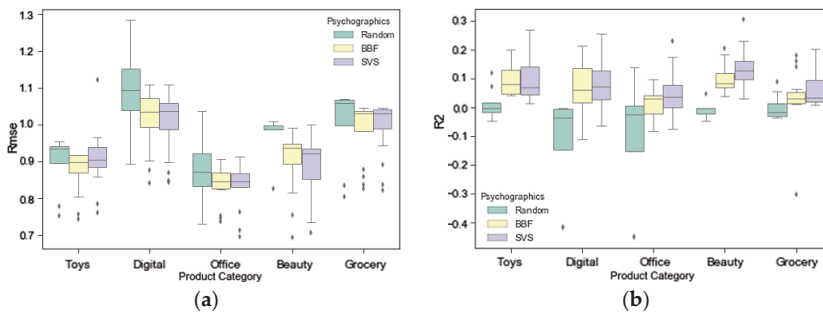 Rmse
1.3
1.2
1.1
1.0
0.9
0.8
0.7
Psychographics
Random
BBF
SVS
Toys Digital Office Beauty Grocery
Product Category
(a)
R2
0.3
0.2
0.1
0.0
-0.1
-0.2
-0.3
-0.4
Psychographics
Random
BBF
SVS
Toys Digital Office Beauty Grocery
Product Category
(b)